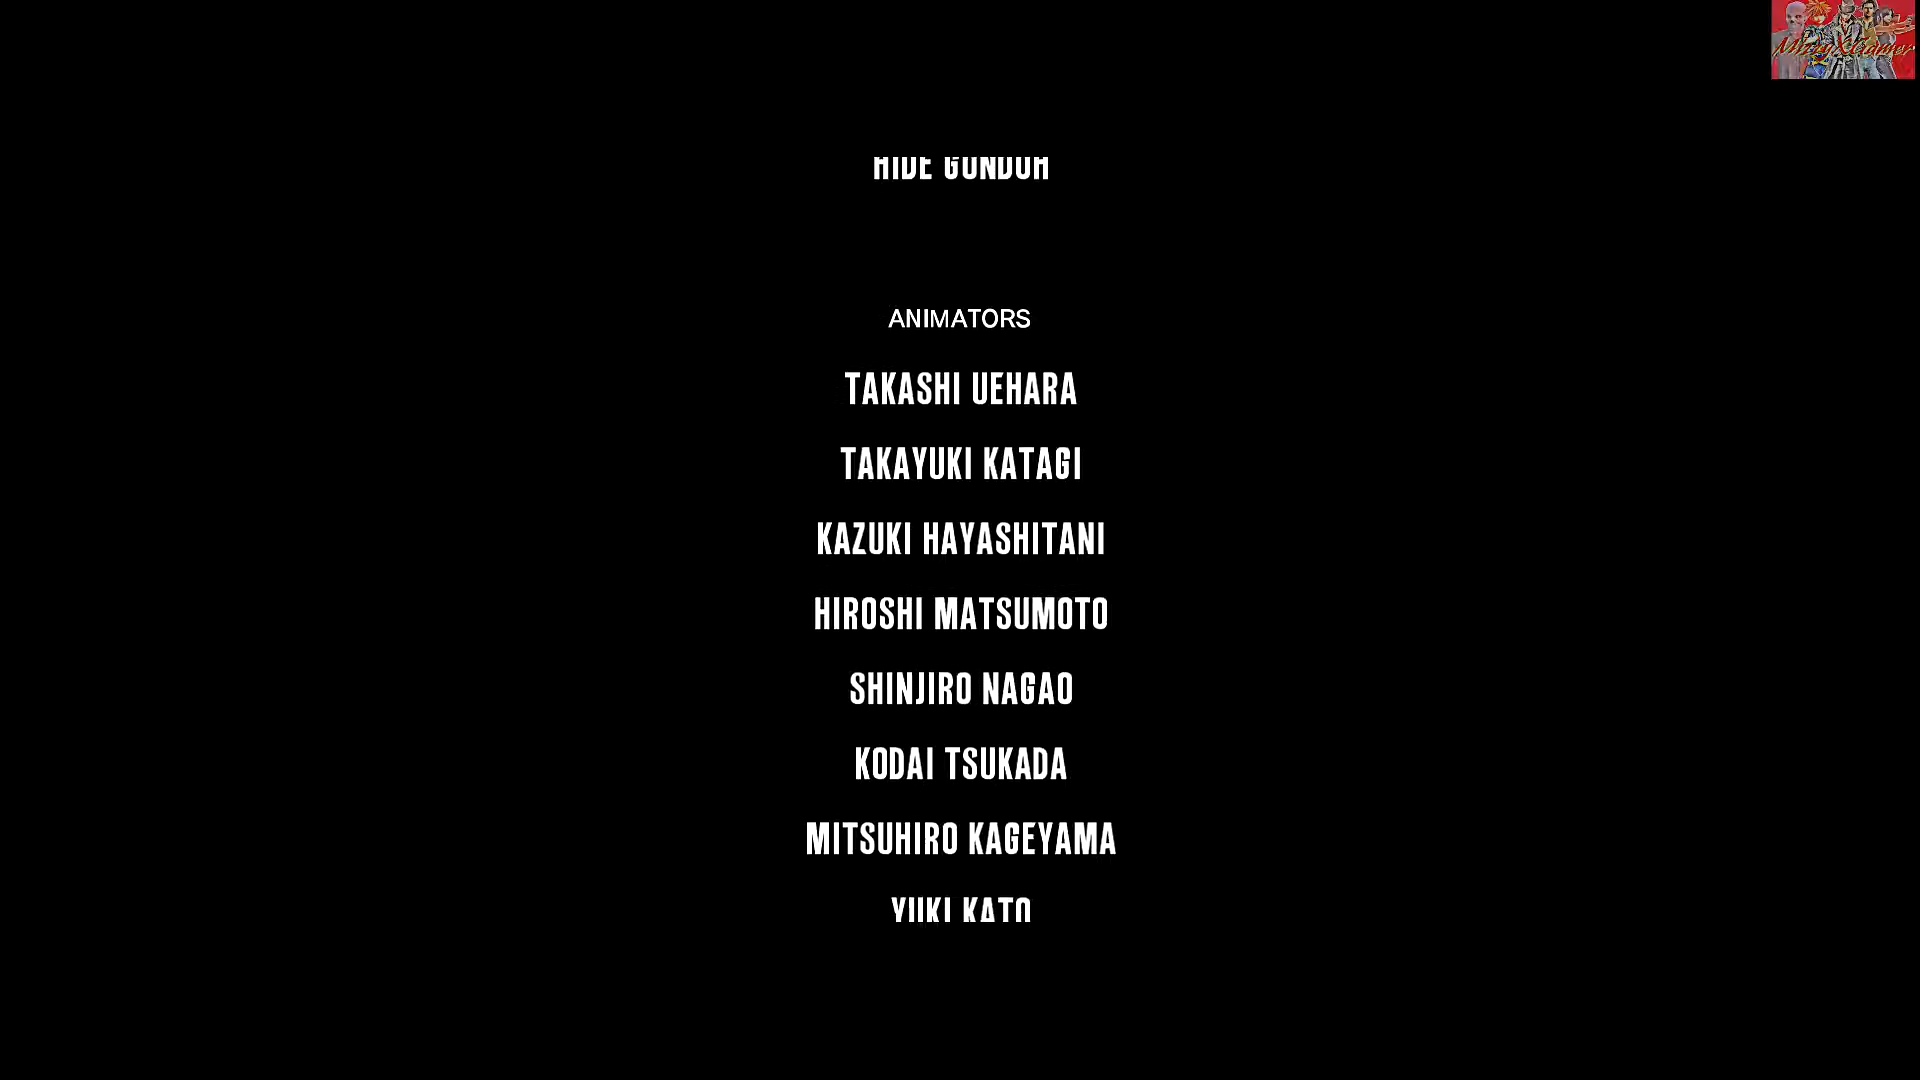 HIDE GONDOH
ANIMATORS
TAKASHI UEHARA
TAKAYUKI KATAGI
KAZUKI HAYASHITANI
HIROSHI MATSUMOTO
SHINJIRO NAGAO
KODAI TSUKADA
MITSUHIRO KAGEYAMA
YUKI KATO